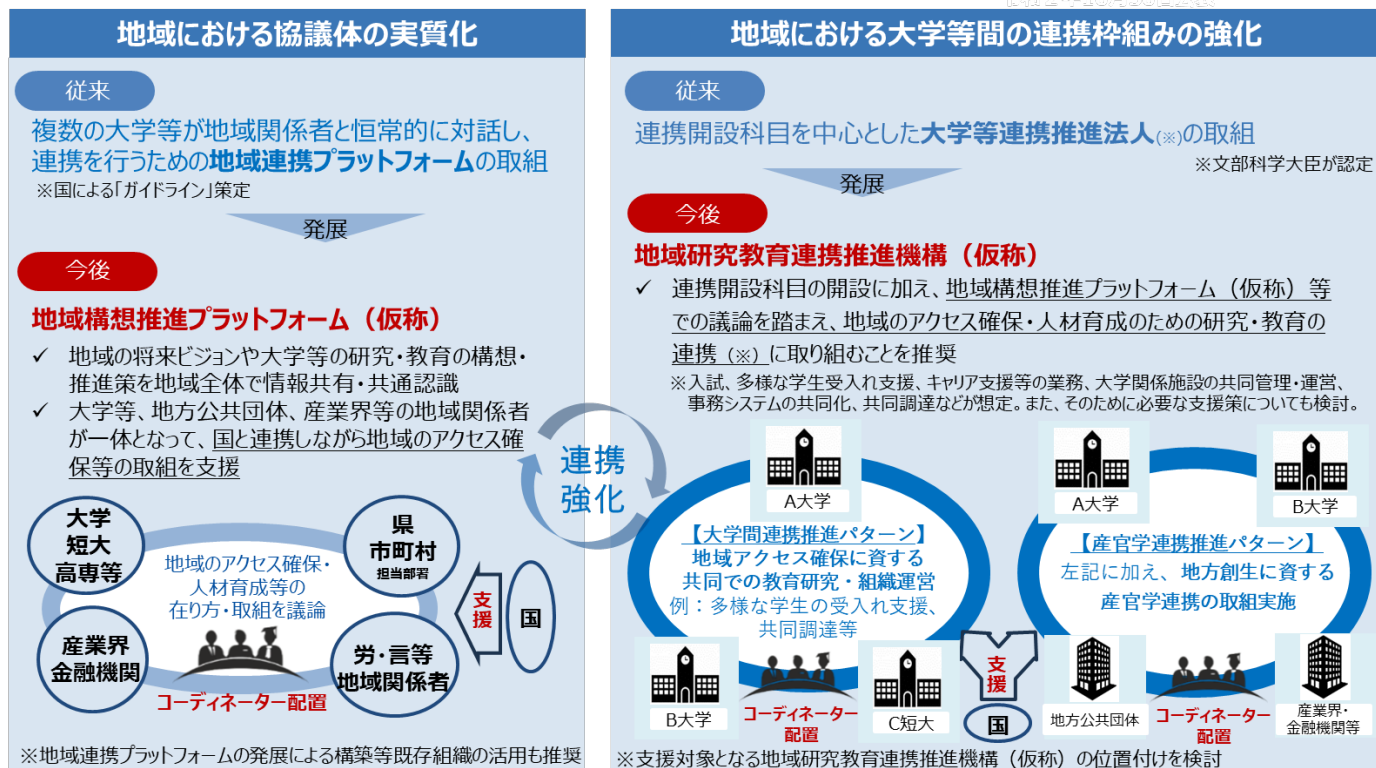 地域における協議体の実質化
従来
複数の大学等が地域関係者と恒常的に対話し、
連携を行うための地域連携プラットフォームの取組
※国による「ガイドライン」策定
発展
今後
地域構想推進プラットフォーム（仮称）
✓ 地域の将来ビジョンや大学等の研究・教育の構想・
推進策を地域全体で情報共有・共通認識
✓ 大学等、地方公共団体、産業界等の地域関係者
が一体となって、国と連携しながら地域のアクセス確
保等の取組を支援
大学
短大
高専等
県
市町村
担当部署
地域のアクセス確保・
人材育成等の
在り方・取組を議論
産業界
金融機関
労・言等
地域関係者
コーディネーター配置
支援
国
※地域連携プラットフォームの発展による構築等既存組織の活用も推奨
連携
強化
地域における大学等間の連携枠組みの強化
従来
連携開設科目を中心とした大学等連携推進法人(※)の取組
※文部科学大臣が認定
発展
今後
地域研究教育連携推進機構（仮称）
✓ 連携開設科目の開設に加え、地域構想推進プラットフォーム（仮称）等
での議論を踏まえ、地域のアクセス確保・人材育成のための研究・教育の
連携（※）に取り組むことを推奨
※入試、多様な学生受入れ支援、キャリア支援等の業務、大学関係施設の共同管理・運営、
事務システムの共同化、共同調達などが想定。また、そのために必要な支援策についても検討。
A大学
【大学間連携推進パターン】
地域アクセス確保に資する
共同での教育研究・組織運営
例：多様な学生の受入れ支援、
共同調達等
B大学
コーディネーター
配置
C短大
支援
国
A大学
B大学
【産官学連携推進パターン】
左記に加え、地方創生に資する
産官学連携の取組実施
地方公共団体
コーディネーター
配置
産業界・
金融機関等
※支援対象となる地域研究教育連携推進機構（仮称）の位置付けを検討